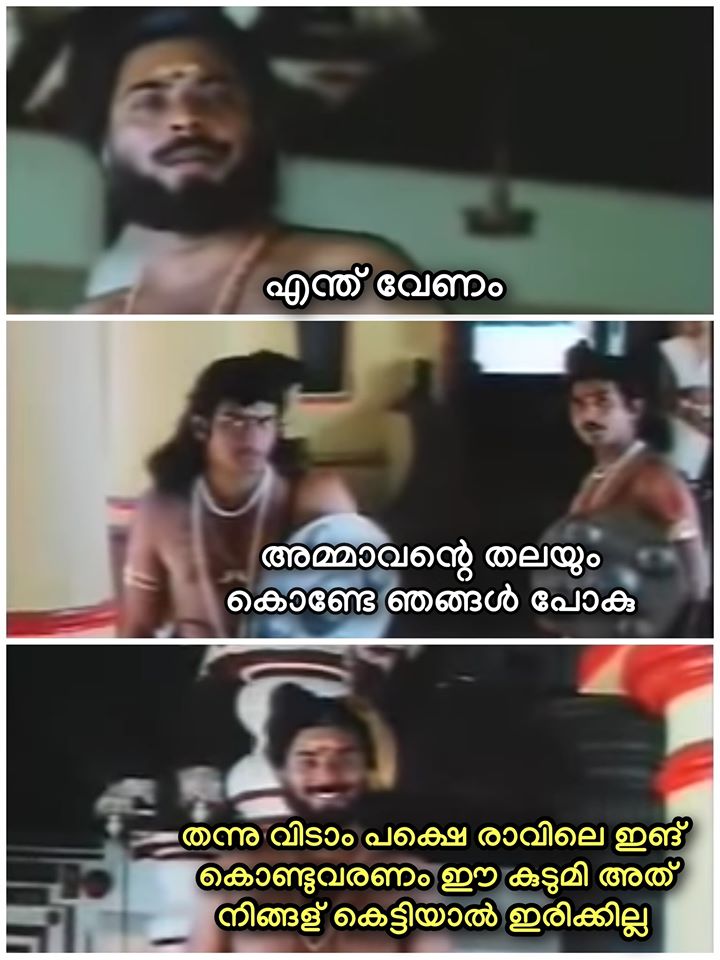 എന്ത് വേണം
അമ്മാവന്റെ തലയും
കൊണ്ടേ ഞങ്ങൾ പോകൂ
തന്നു വിടാം പക്ഷെ രാവിലെ ഇങ്
കൊണ്ടുവരണം ഈ കുടുമി അത്
നിങ്ങള് കെട്ടിയാൽ ഇരിക്കില്ല